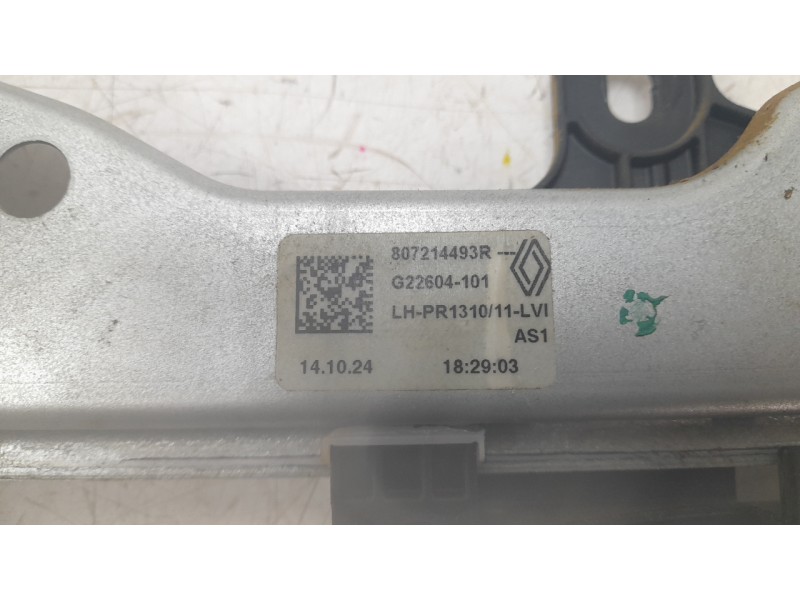 807214493R ---
G22604-101
LH-PR1310/11-LVI
AS1
14.10.24 18:29:03